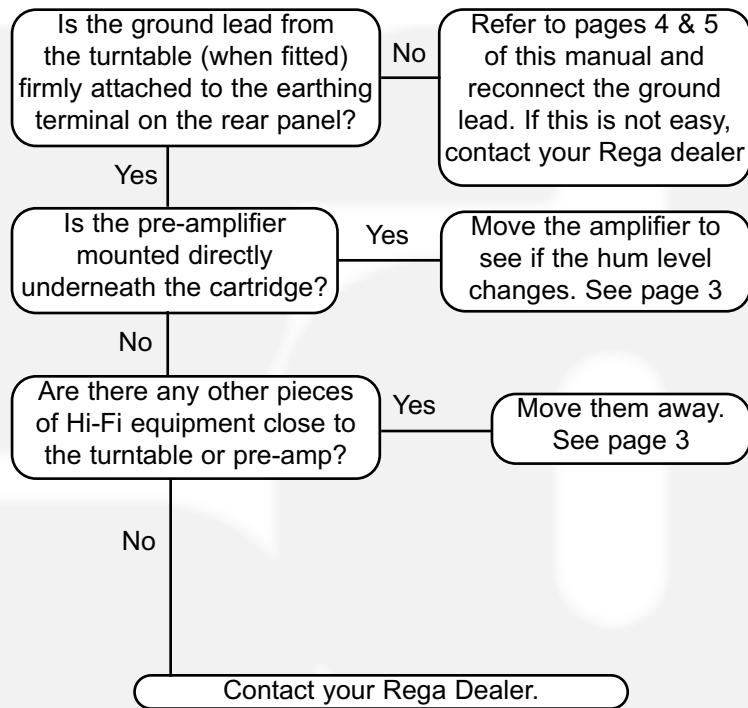 Is the ground lead from
the turntable (when fitted)
firmly attached to the earthing
terminal on the rear panel?
No
Refer to pages 4 & 5
of this manual and
reconnect the ground
lead. If this is not easy,
contact your Rega dealer
Yes
Is the pre-amplifier
mounted directly
underneath the cartridge?
Yes
Move the amplifier to
see if the hum level
changes. See page 3
No
Are there any other pieces
of Hi-Fi equipment close to
the turntable or pre-amp?
Yes
Move them away.
See page 3
No
Contact your Rega Dealer.